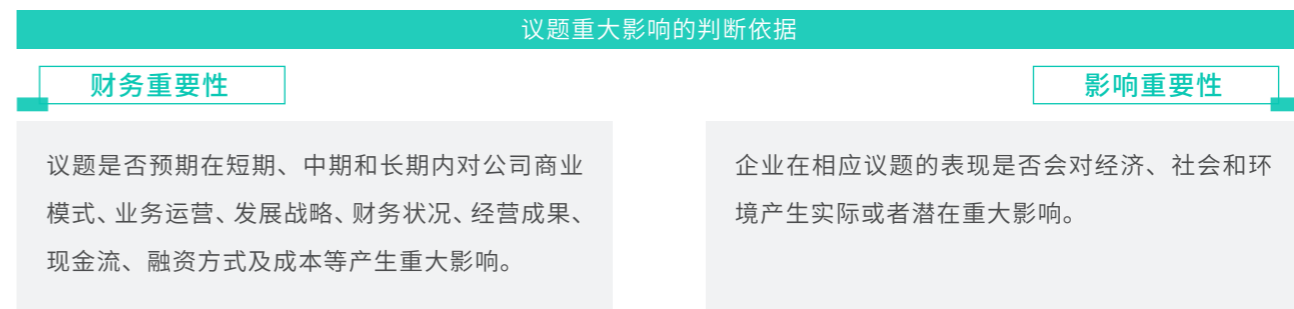 议题重大影响的判断依据
财务重要性
议题是否预期在短期、中期和长期内对公司商业
模式、业务运营、发展战略、财务状况、经营成果、
现金流、融资方式及成本等产生重大影响。
影响重要性
企业在相应议题的表现是否会对经济、社会和环
境产生实际或者潜在重大影响。